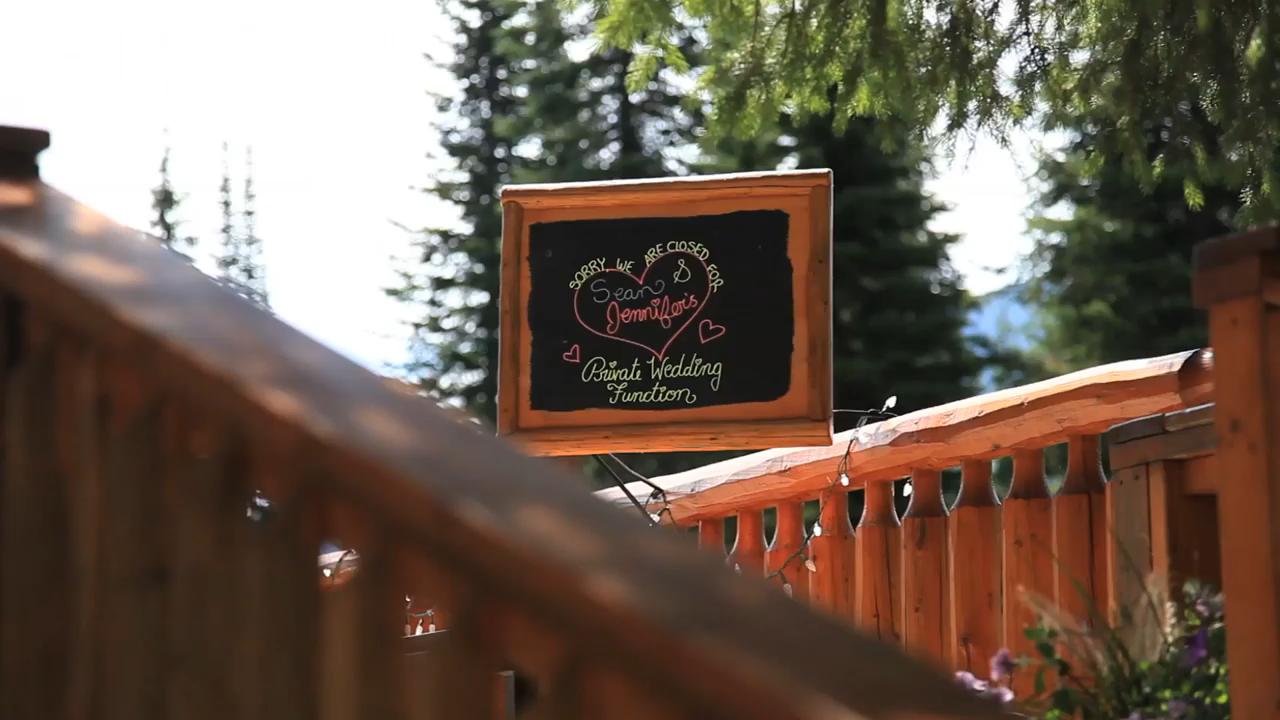 SORRY, WE ARE CLOSED FOR
Sean &
Jennifer's
Private Wedding
Function